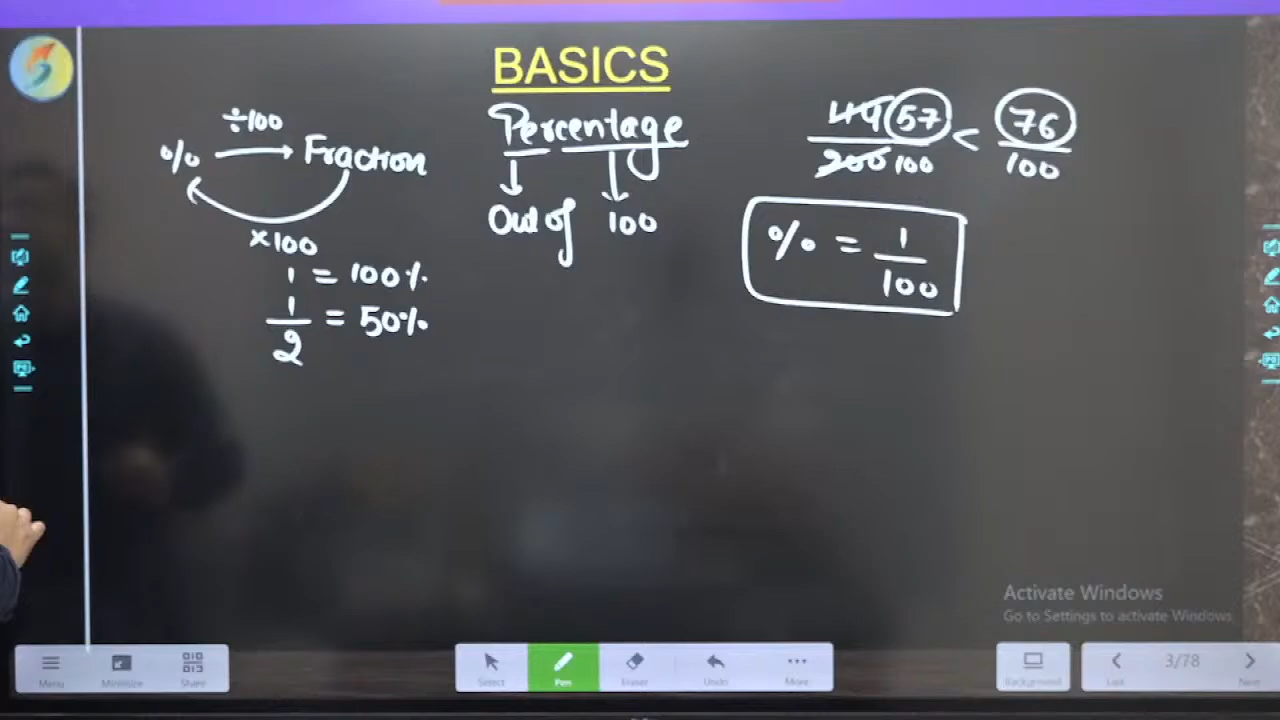 BASICS
÷100
% → Fraction
×100
1 = 100%
1/2 = 50%
Percentage
Out of 100
114 57 < 76
200 100 100
% = 1/100
Activate Windows
Go to Settings to activate Windows
Menu Minimize Share Select Pen Eraser Undo More Background Last 3/78 Next